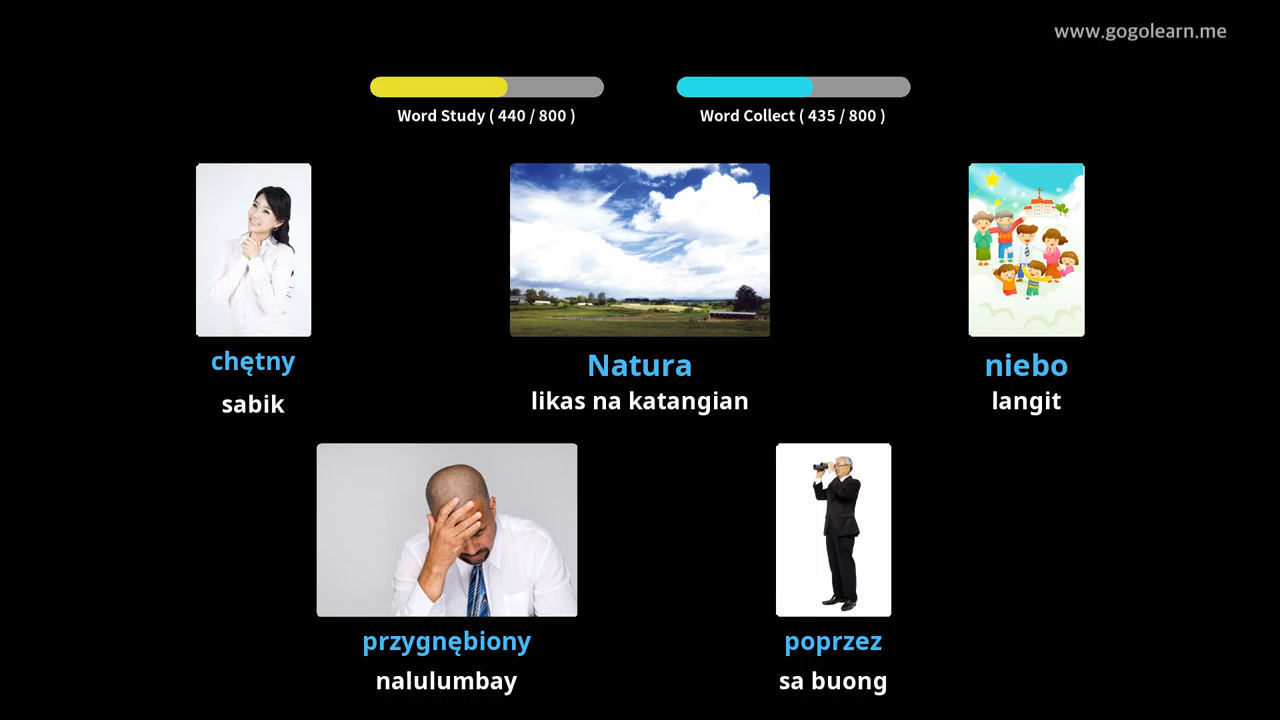 www.gogolearn.me
Word Study ( 440 / 800 )
Word Collect ( 435 / 800 )
chętny
sabik
Natura
likas na katangian
niebo
langit
przygnębiony
nalulumbay
poprzez
sa buong